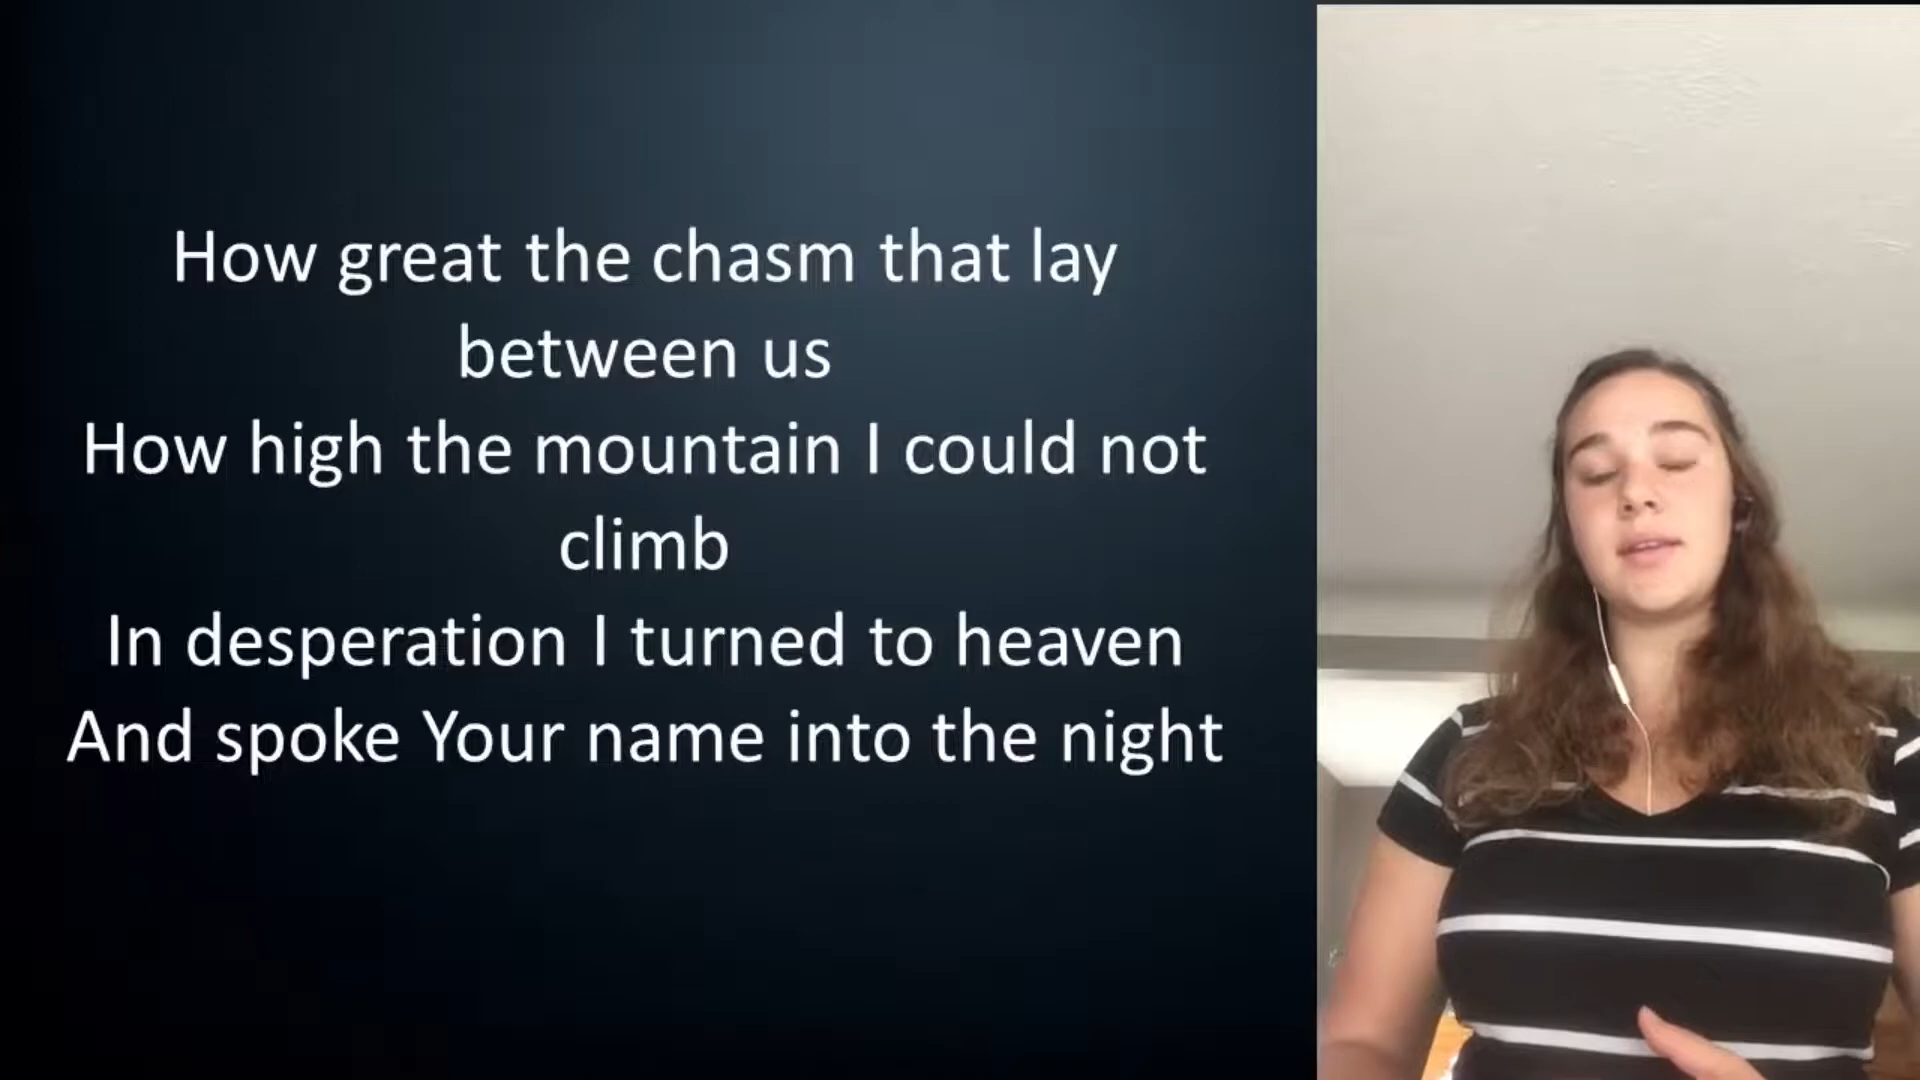 How great the chasm that lay
between us
How high the mountain I could not
climb
In desperation I turned to heaven
And spoke Your name into the night